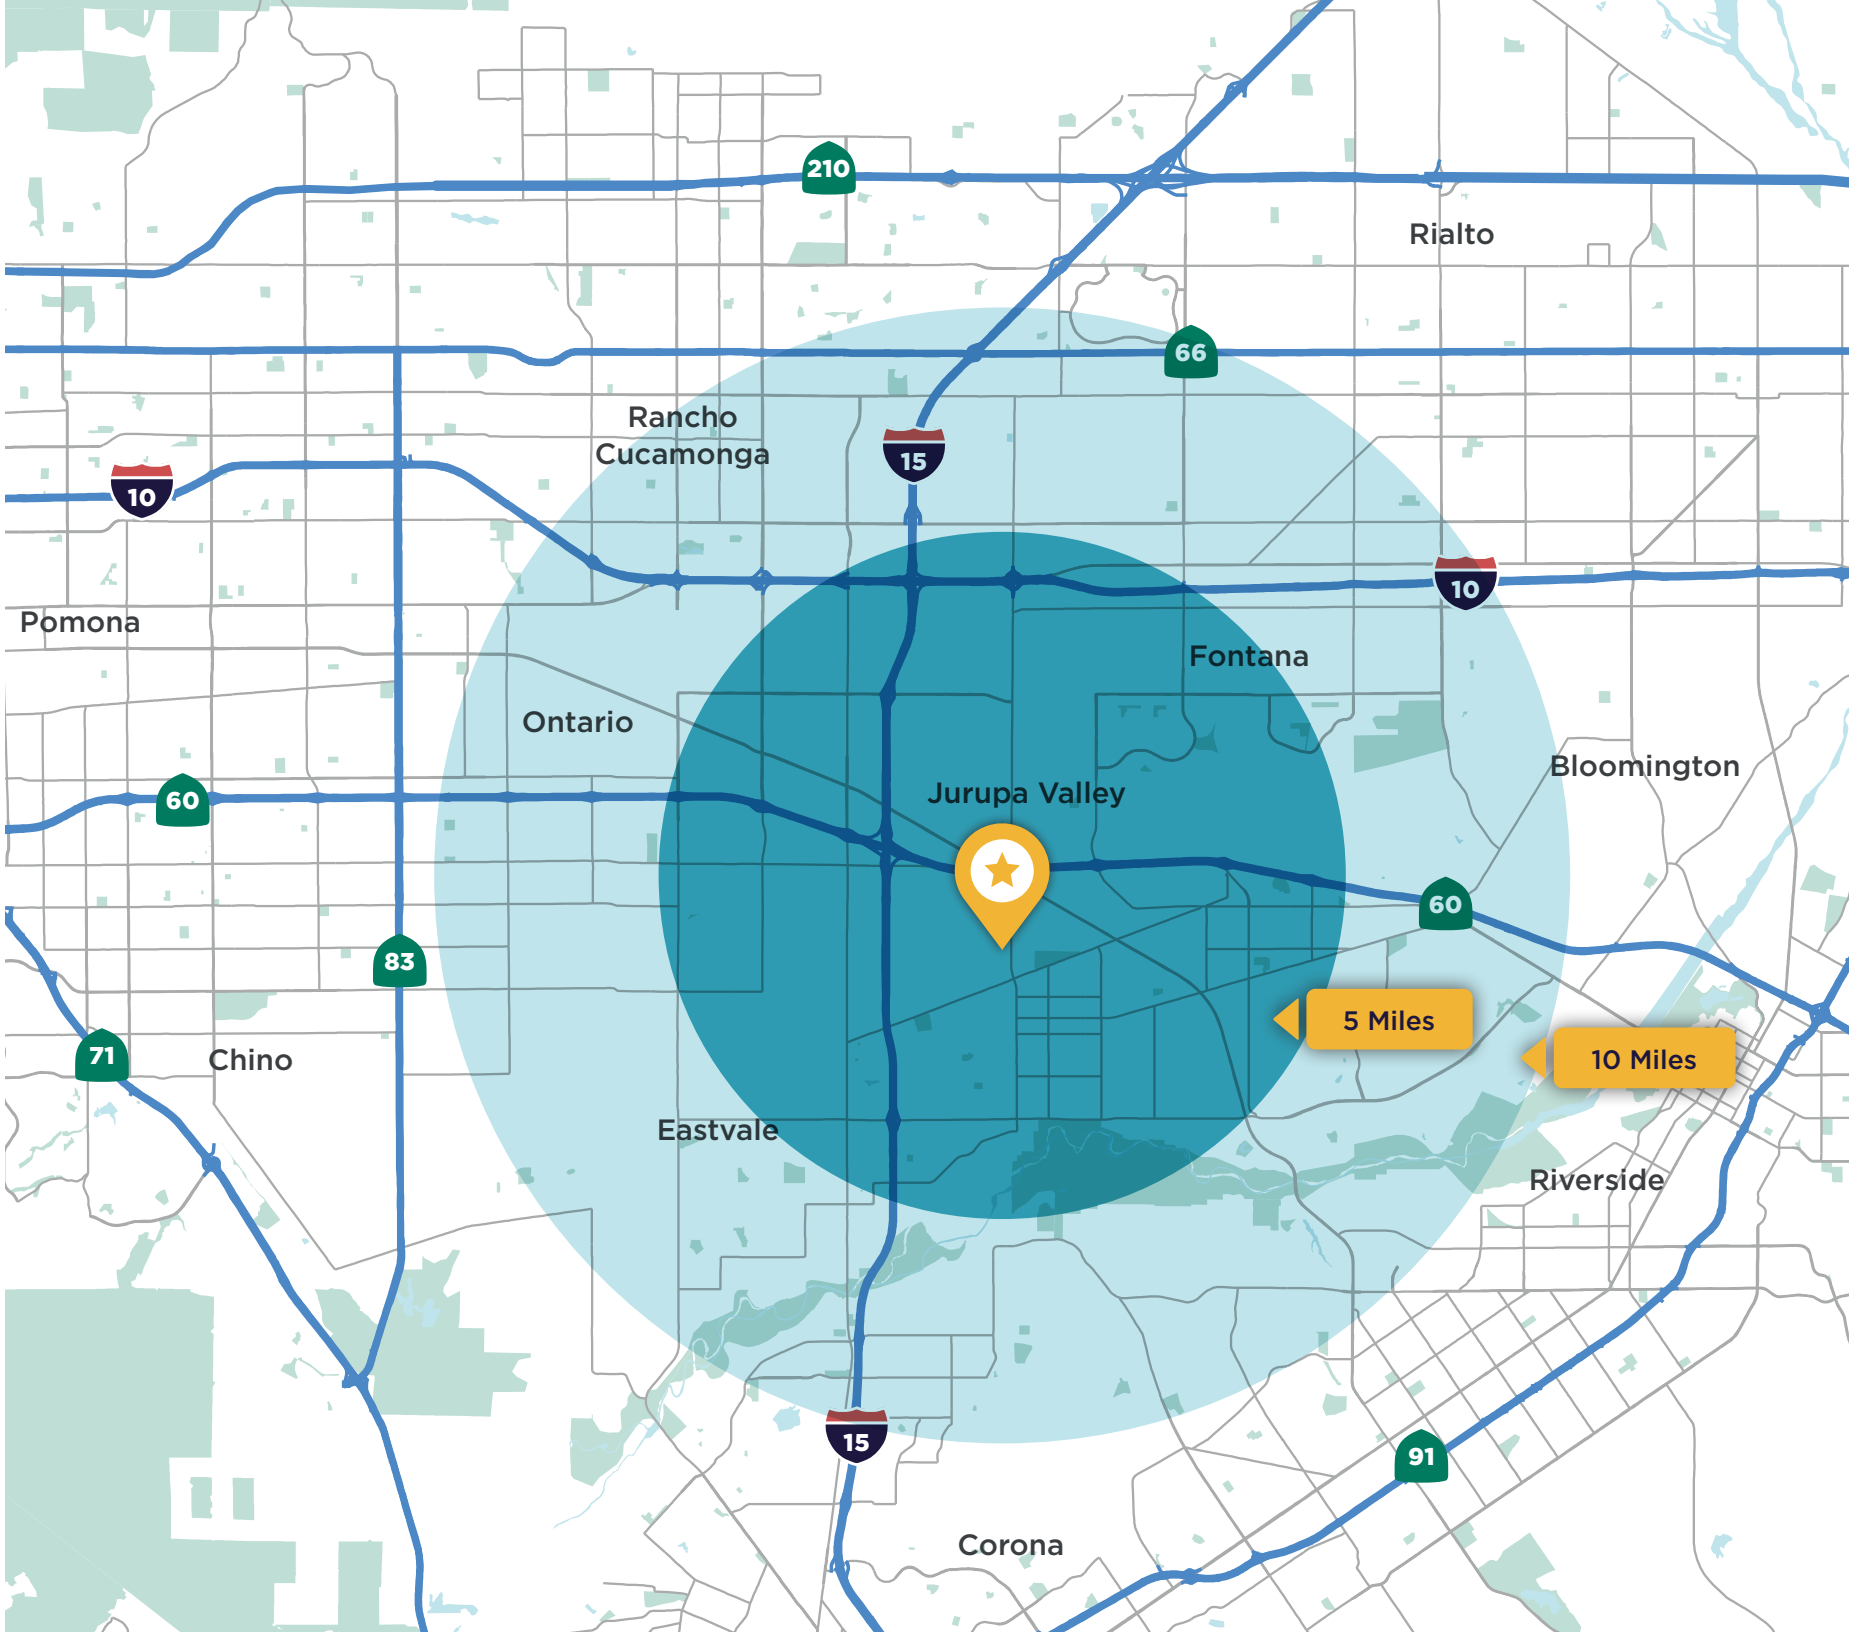 210
Rialto
66
Rancho
Cucamonga
15
10
10
Pomona
Fontana
Ontario
Bloomington
Jurupa Valley
60
60
83
5 Miles
71
Chino
10 Miles
Eastvale
Riverside
15
91
Corona